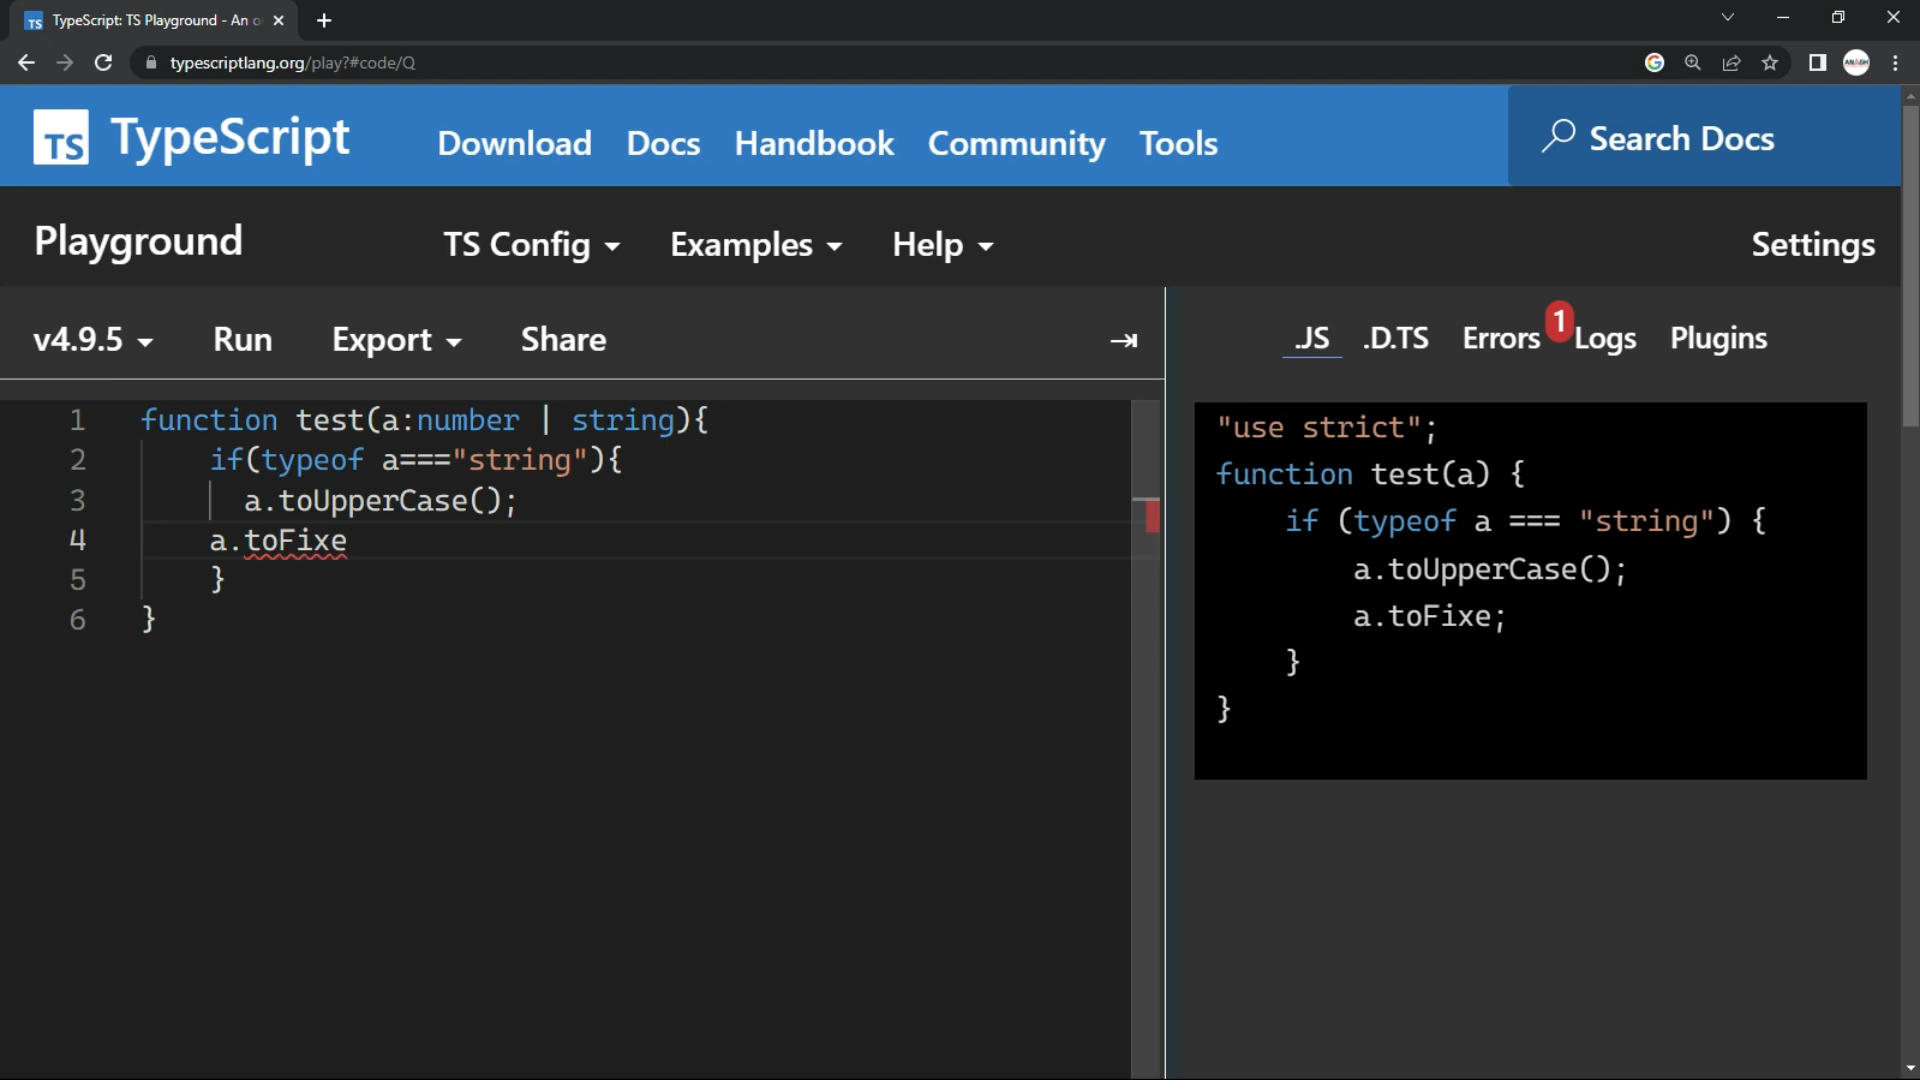 TS TypeScript: TS Playground - An o
typescriptlang.org/play?#code/Q
TS TypeScript Download Docs Handbook Community Tools Search Docs
Playground TS Config Examples Help Settings
v4.9.5 Run Export Share
.JS .D.TS Errors 1 Logs Plugins
1 function test(a:number | string){
2 if(typeof a==="string"){
3 a.toUpperCase();
4 a.toFixe
5 }
6 }
"use strict";
function test(a) {
if (typeof a === "string") {
a.toUpperCase();
a.toFixe;
}
}